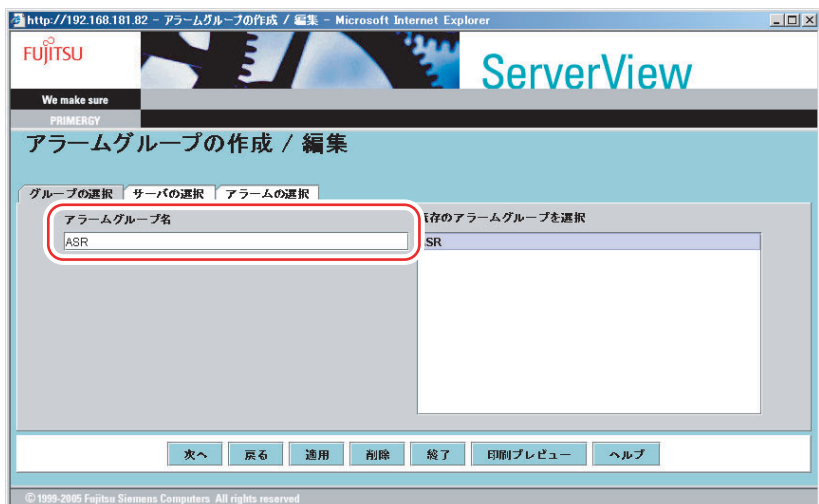 http://192.168.181.82 - アラームグループの作成 / 編集 - Microsoft Internet Explorer
FUJITSU
ServerView
We make sure
PRIMERGY
アラームグループの作成 / 編集
グループの選択 サーバの選択 アラームの選択
アラームグループ名
ASR
存のアラームグループを選択
SR
次へ 戻る 適用 削除 終了 印刷プレビュー ヘルプ
© 1999-2005 Fujitsu Siemens Computers All rights reserved